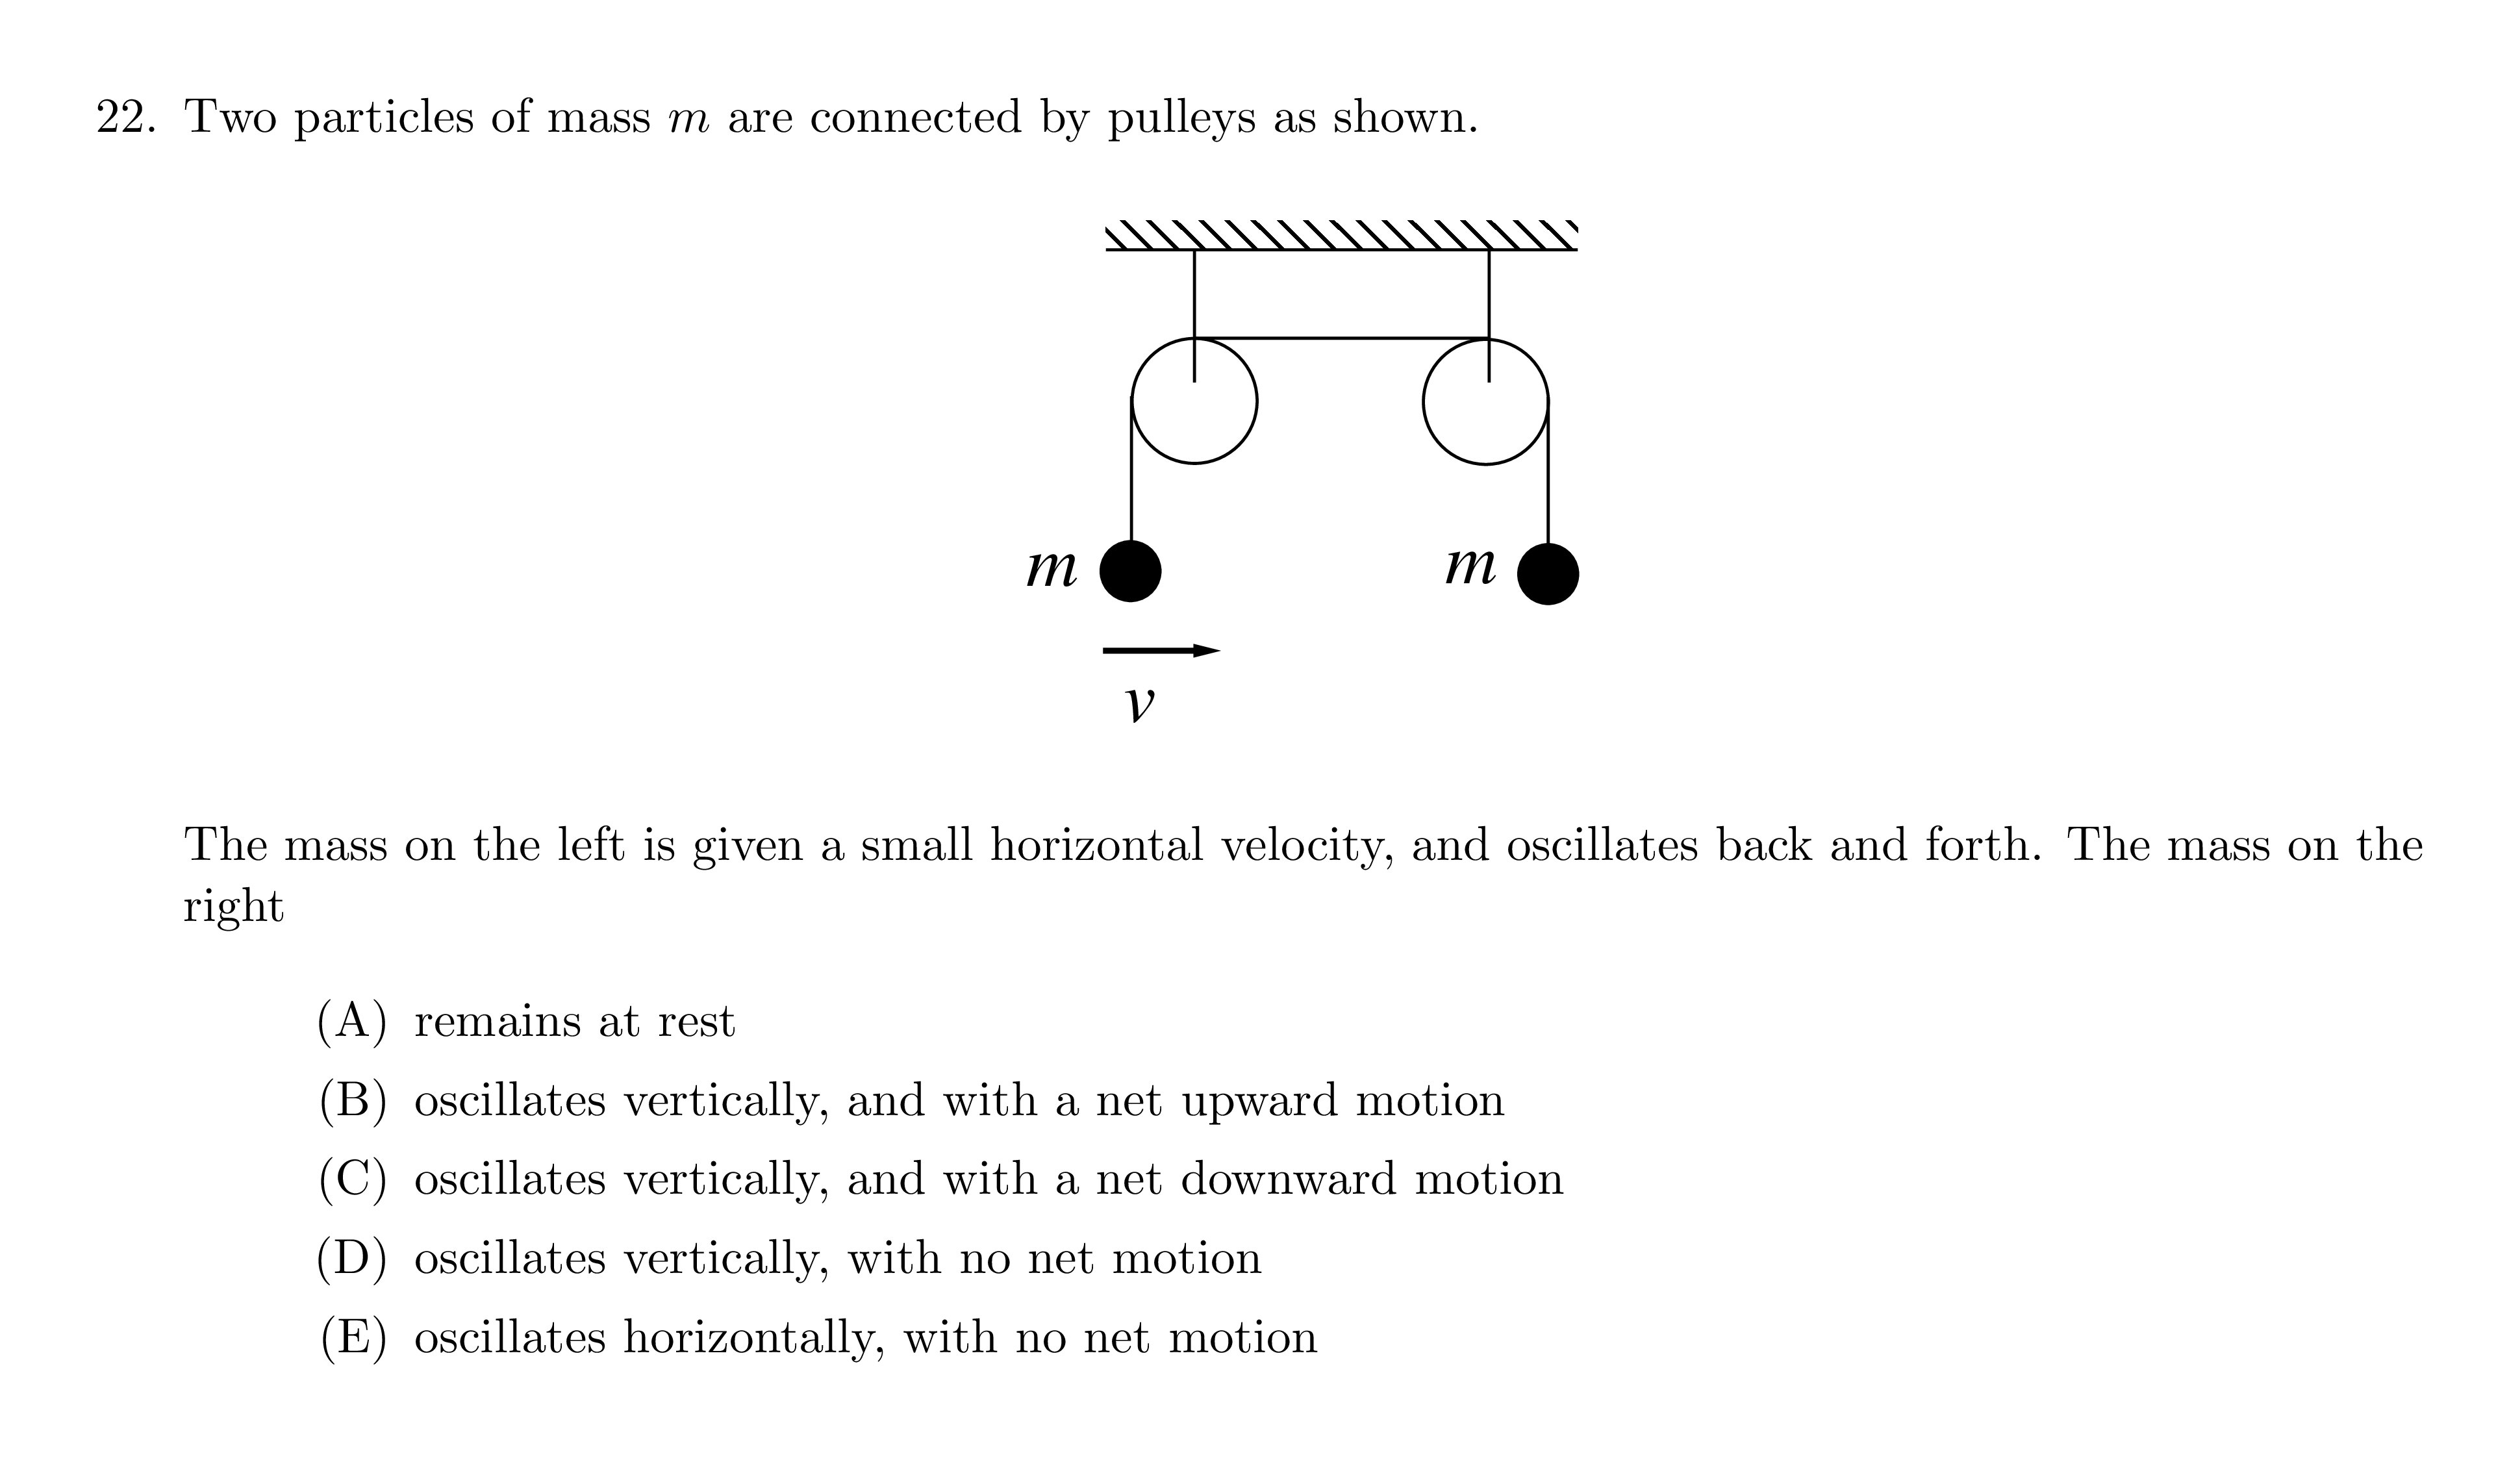 22. Two particles of mass m are connected by pulleys as shown.
m
m
v
The mass on the left is given a small horizontal velocity, and oscillates back and forth. The mass on the
right
(A) remains at rest
(B) oscillates vertically, and with a net upward motion
(C) oscillates vertically, and with a net downward motion
(D) oscillates vertically, with no net motion
(E) oscillates horizontally, with no net motion